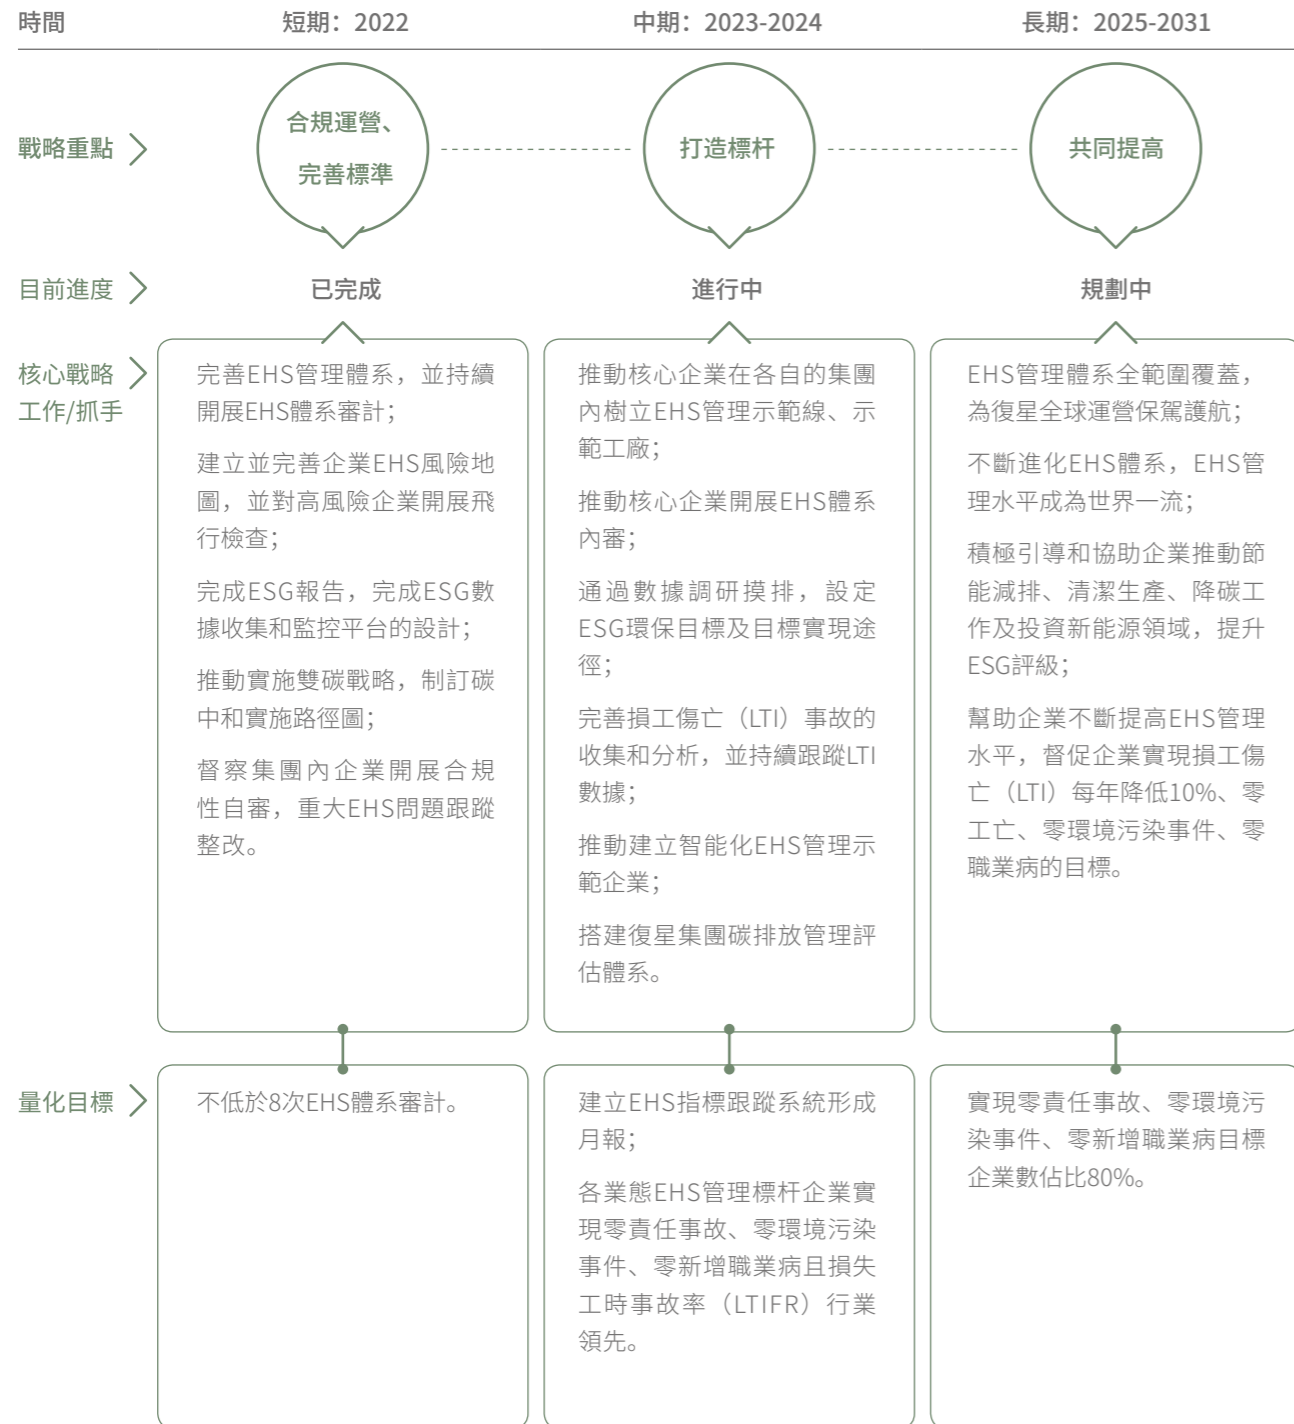 時間
短期：2022
中期：2023-2024
長期：2025-2031
戰略重點
合規運營、
完善標準
打造標杆
共同提高
目前進度
已完成
進行中
規劃中
核心戰略
工作/抓手
完善EHS管理體系，並持續
開展EHS體系審計；
建立並完善企業EHS風險地
圖，並對高風險企業開展飛
行檢查；
完成ESG報告，完成ESG數
據收集和監控平台的設計；
推動實施雙碳戰略，制訂碳
中和實施路徑圖；
督察集團內企業開展合規
性自審，重大EHS問題跟蹤
整改。
推動核心企業在各自的集團
內樹立EHS管理示範線、示
範工廠；
推動核心企業開展EHS體系
內審；
通過數據調研摸排，設定
ESG環保目標及目標實現途
徑；
完善損工傷亡（LTI）事故的
收集和分析，並持續跟蹤LTI
數據；
推動建立智能化EHS管理示
範企業；
搭建復星集團碳排放管理評
估體系。
EHS管理體系全範圍覆蓋，
為復星全球運營保駕護航；
不斷進化EHS體系，EHS管
理水平成為世界一流；
積極引導和協助企業推動節
能減排、清潔生產、降碳工
作及投資新能源領域，提升
ESG評級；
幫助企業不斷提高EHS管理
水平，督促企業實現損工傷
亡（LTI）每年降低10%、零
工亡、零環境污染事件、零
職業病的目標。
量化目標
不低於8次EHS體系審計。
建立EHS指標跟蹤系統形成
月報；
各業態EHS管理標杆企業實
現零責任事故、零環境污染
事件、零新增職業病且損失
工時事故率（LTIFR）行業
領先。
實現零責任事故、零環境污
染事件、零新增職業病目標
企業數佔比80%。